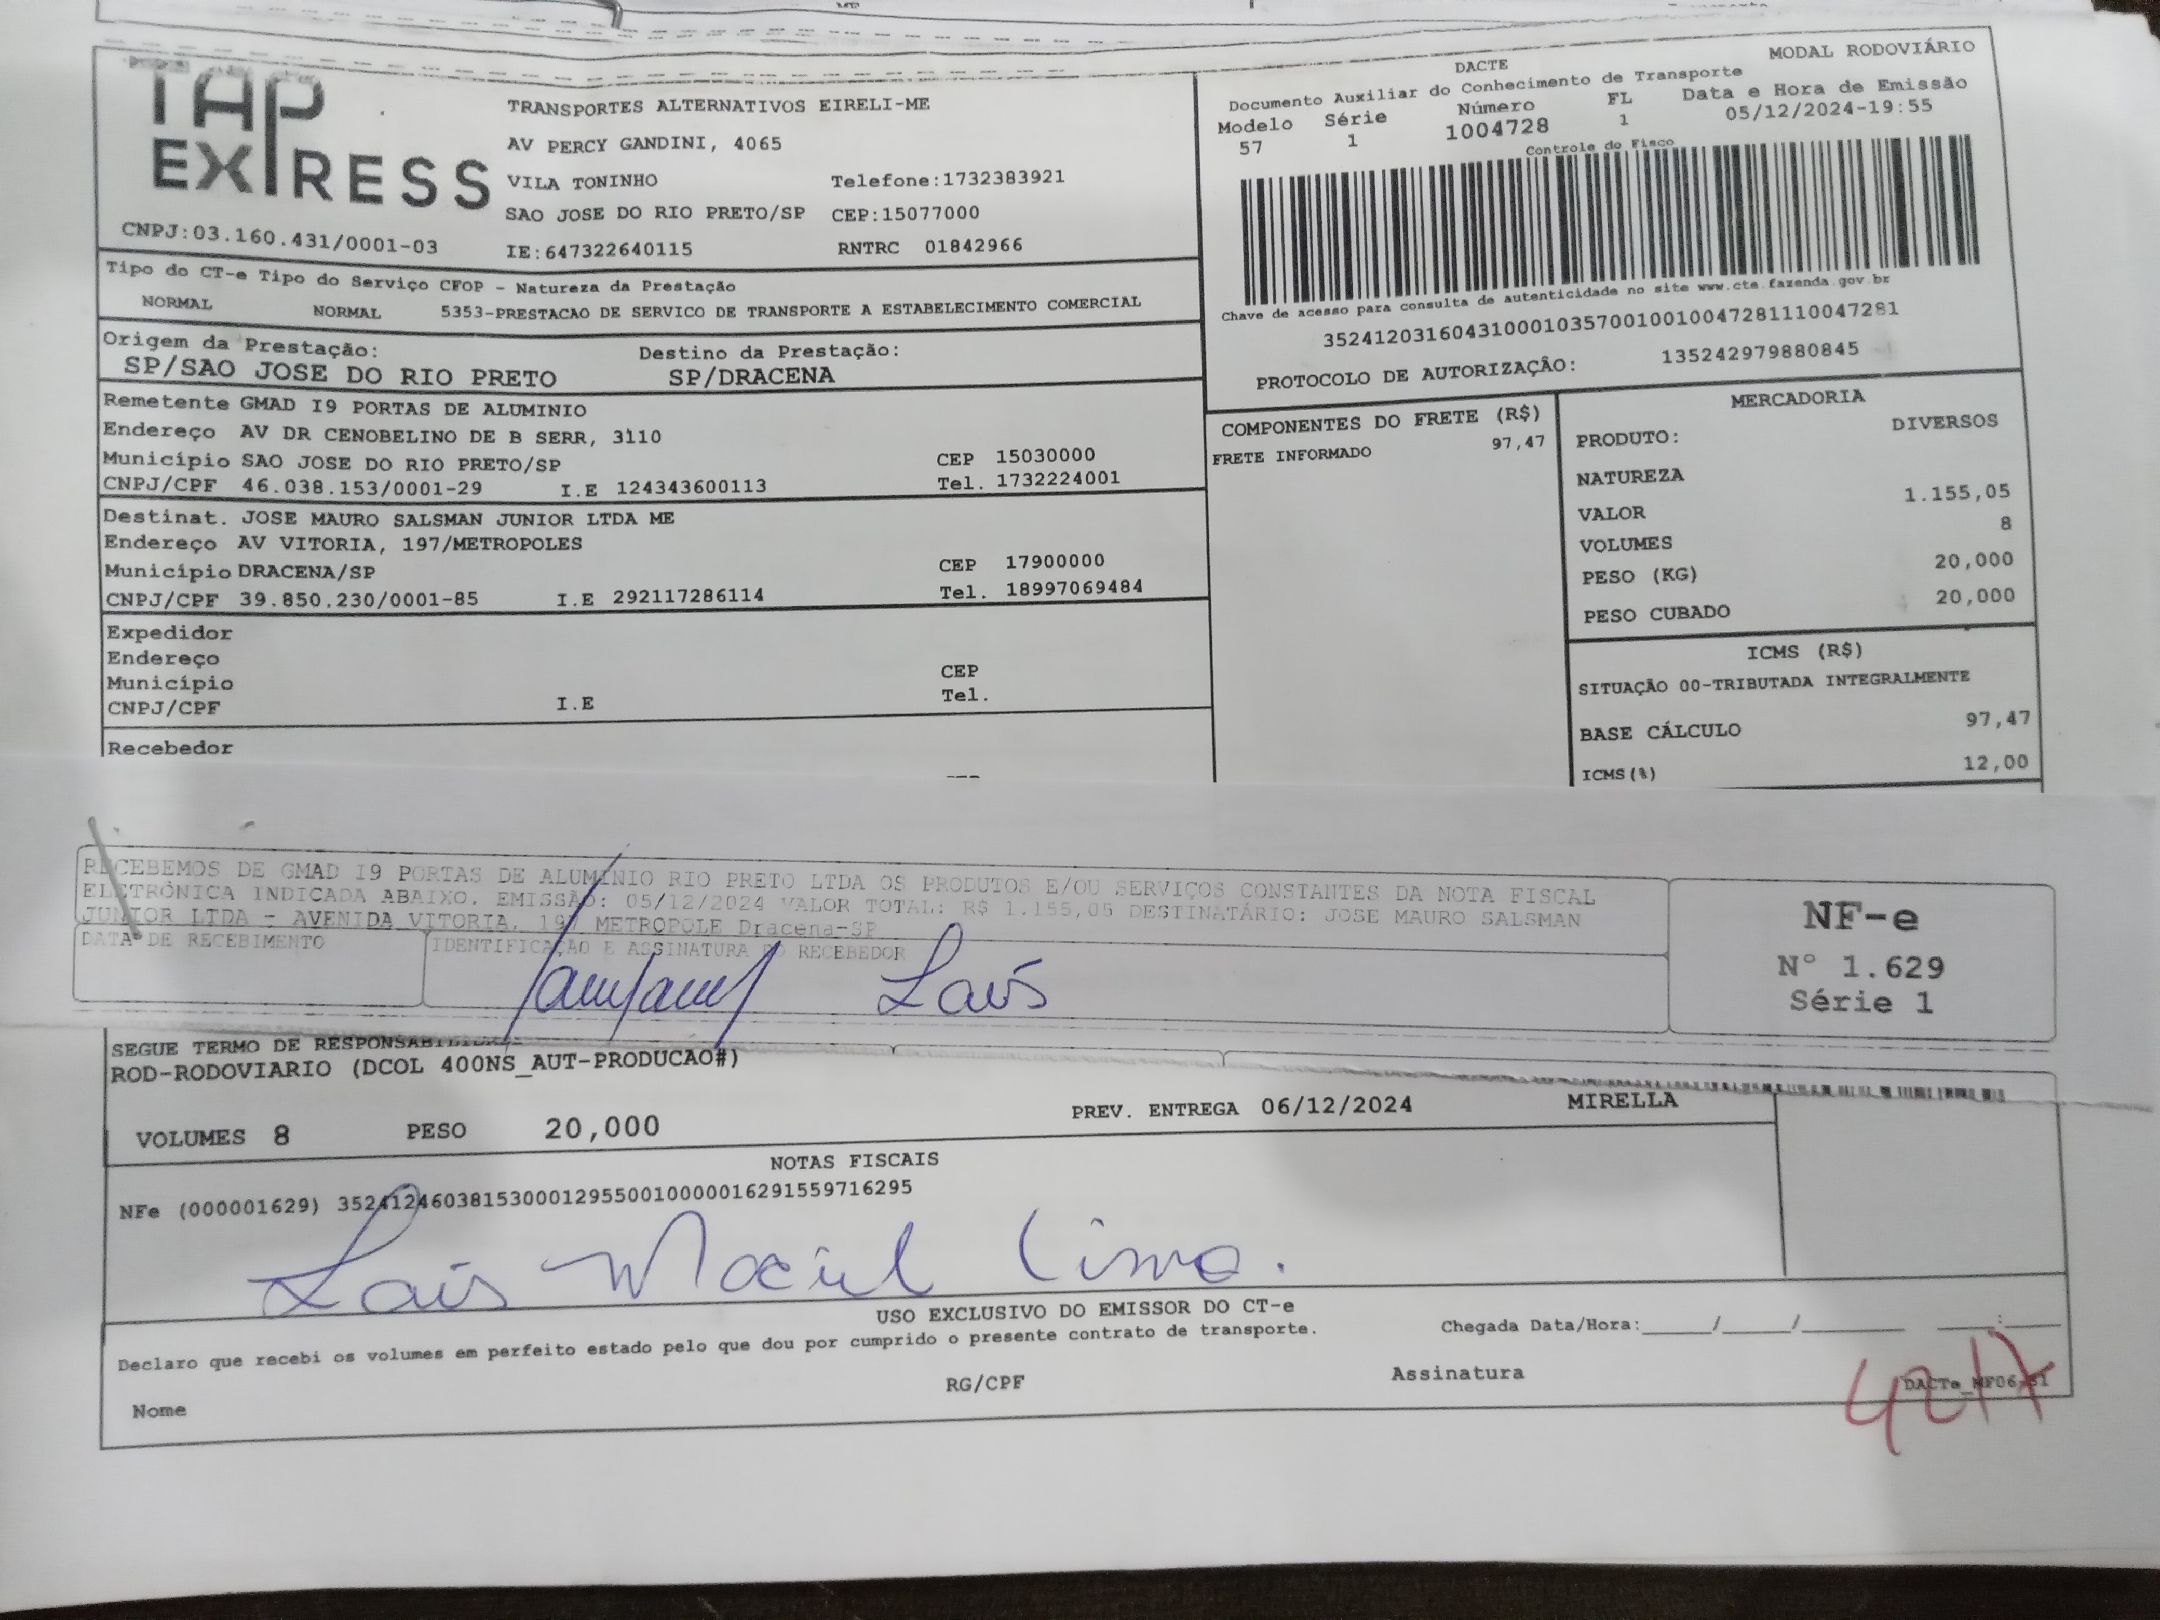 TAP
EXPRESS
CNPJ:03.160.431/0001-03
TRANSPORTES ALTERNATIVOS EIRELI-ME
AV PERCY GANDINI, 4065
VILA TONINHO Telefone:1732383921
SAO JOSE DO RIO PRETO/SP CEP:15077000
IE:647322640115 RNTRC 01842966
DACTE MODAL RODOVIÁRIO
Documento Auxiliar do Conhecimento de Transporte
Modelo Série Número FL Data e Hora de Emissão
57 1 1004728 1 05/12/2024-19:55
Controle do Fisco
Chave de acesso para consulta de autenticidade no site www.cte.fazenda.gov.br
35241203160431000103570010010047281110047281
PROTOCOLO DE AUTORIZAÇÃO: 135242979880845
Tipo do CT-e Tipo do Serviço CFOP - Natureza da Prestação
NORMAL NORMAL 5353-PRESTACAO DE SERVICO DE TRANSPORTE A ESTABELECIMENTO COMERCIAL
Origem da Prestação: Destino da Prestação:
SP/SAO JOSE DO RIO PRETO SP/DRACENA
Remetente GMAD I9 PORTAS DE ALUMINIO
Endereço AV DR CENOBELINO DE B SERR, 3110
Município SAO JOSE DO RIO PRETO/SP CEP 15030000
CNPJ/CPF 46.038.153/0001-29 I.E 124343600113 Tel. 1732224001
Destinat. JOSE MAURO SALSMAN JUNIOR LTDA ME
Endereço AV VITORIA, 197/METROPOLES
Município DRACENA/SP CEP 17900000
CNPJ/CPF 39.850.230/0001-85 I.E 292117286114 Tel. 18997069484
Expedidor
Endereço
Município CEP
CNPJ/CPF I.E Tel.
Recebedor
COMPONENTES DO FRETE (R$)
FRETE INFORMADO 97,47
MERCADORIA
PRODUTO: DIVERSOS
NATUREZA
VALOR 1.155,05
VOLUMES 8
PESO (KG) 20,000
PESO CUBADO 20,000
ICMS (R$)
SITUAÇÃO 00-TRIBUTADA INTEGRALMENTE
BASE CÁLCULO 97,47
ICMS(%) 12,00
RECEBEMOS DE GMAD I9 PORTAS DE ALUMINIO RIO PRETO LTDA OS PRODUTOS E/OU SERVIÇOS CONSTANTES DA NOTA FISCAL
ELETRÔNICA INDICADA ABAIXO. EMISSÃO: 05/12/2024 VALOR TOTAL: R$ 1.155,05 DESTINATÁRIO: JOSE MAURO SALSMAN
JUNIOR LTDA - AVENIDA VITORIA, 197 METROPOLE Dracena-SP
DATA DE RECEBIMENTO IDENTIFICAÇÃO E ASSINATURA DO RECEBEDOR
Laís
NF-e
Nº 1.629
Série 1
SEGUE TERMO DE RESPONSABILIDADE
ROD-RODOVIARIO (DCOL 400NS_AUT-PRODUCAO#)
VOLUMES 8 PESO 20,000 PREV. ENTREGA 06/12/2024 MIRELLA
NOTAS FISCAIS
NFe (000001629) 35241246038153000129550010000016291559716295
Laís Maciel Lima.
USO EXCLUSIVO DO EMISSOR DO CT-e
Declaro que recebi os volumes em perfeito estado pelo que dou por cumprido o presente contrato de transporte. Chegada Data/Hora:_____/_____/________ ____:____
Nome RG/CPF Assinatura
4217